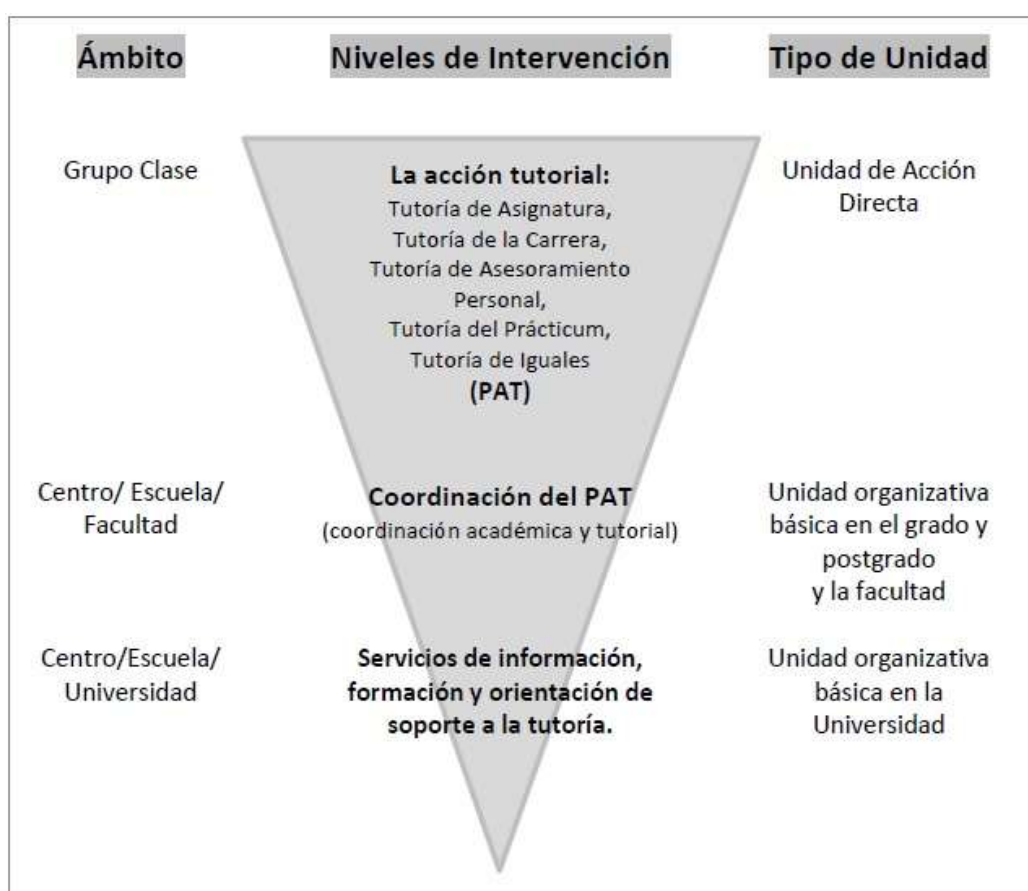 Ámbito
Niveles de Intervención
Tipo de Unidad
Grupo Clase
La acción tutorial:
Tutoría de Asignatura,
Tutoría de la Carrera,
Tutoría de Asesoramiento
Personal,
Tutoría del Prácticum,
Tutoría de Iguales
(PAT)
Unidad de Acción
Directa
Centro/ Escuela/
Facultad
Coordinación del PAT
(coordinación académica y tutorial)
Unidad organizativa
básica en el grado y
postgrado
y la facultad
Centro/Escuela/
Universidad
Servicios de información,
formación y orientación de
soporte a la tutoría.
Unidad organizativa
básica en la
Universidad